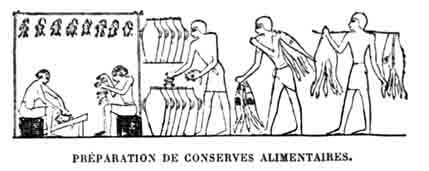 PRÉPARATION DE CONSERVES ALIMENTAIRES.